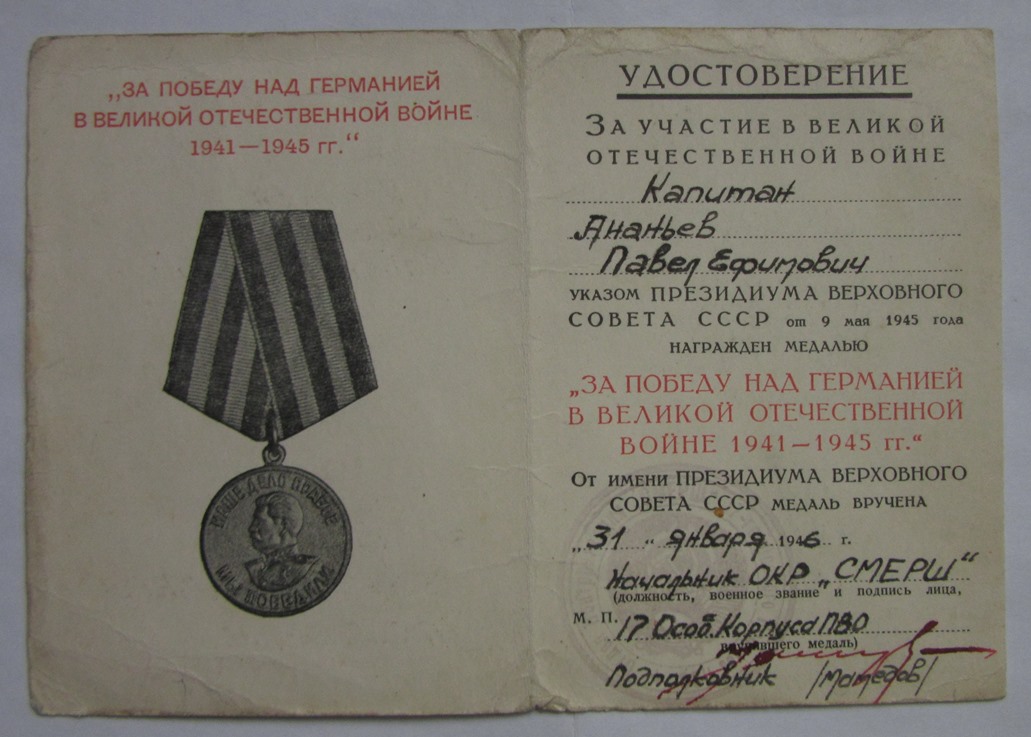 „ЗА ПОБЕДУ НАД ГЕРМАНИЕЙ
В ВЕЛИКОЙ ОТЕЧЕСТВЕННОЙ ВОЙНЕ
1941—1945 гг.“
НАШЕ ДЕЛО ПРАВОЕ
МЫ ПОБЕДИЛИ
УДОСТОВЕРЕНИЕ
ЗА УЧАСТИЕ В ВЕЛИКОЙ
ОТЕЧЕСТВЕННОЙ ВОЙНЕ
Капитан
Ананьев
Павел Ефимович
УКАЗОМ ПРЕЗИДИУМА ВЕРХОВНОГО
СОВЕТА СССР от 9 мая 1945 года
НАГРАЖДЕН МЕДАЛЬЮ
„ЗА ПОБЕДУ НАД ГЕРМАНИЕЙ
В ВЕЛИКОЙ ОТЕЧЕСТВЕННОЙ
ВОЙНЕ 1941—1945 гг.“
ОТ ИМЕНИ ПРЕЗИДИУМА ВЕРХОВНОГО
СОВЕТА СССР МЕДАЛЬ ВРУЧЕНА
„31“ января 1946 г.
Начальник ОКР „СМЕРШ“
(должность, военное звание и подпись лица,
М. П. 17 Особ. Корпуса ПВО
вручившего медаль)
Подполковник /Мамедов/